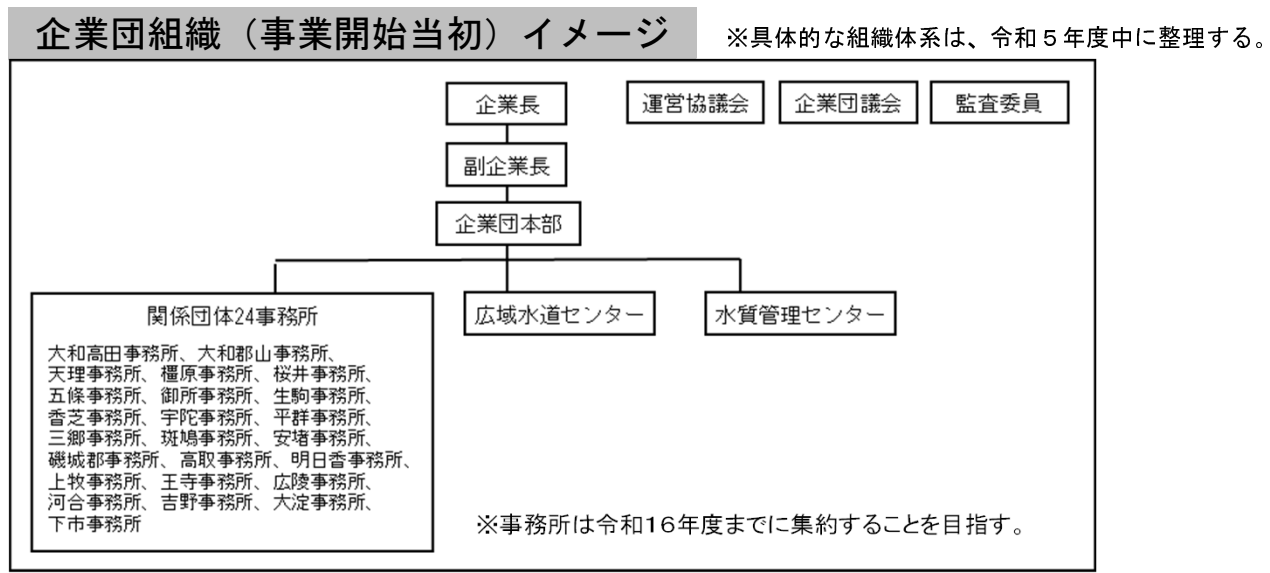 企業団組織（事業開始当初）イメージ
※具体的な組織体系は、令和５年度中に整理する。
企業長
運営協議会
企業団議会
監査委員
副企業長
企業団本部
関係団体24事務所
広域水道センター
水質管理センター
大和高田事務所、大和郡山事務所、
天理事務所、橿原事務所、桜井事務所、
五條事務所、御所事務所、生駒事務所、
香芝事務所、宇陀事務所、平群事務所、
三郷事務所、斑鳩事務所、安堵事務所、
磯城郡事務所、高取事務所、明日香事務所、
上牧事務所、王寺事務所、広陵事務所、
河合事務所、吉野事務所、大淀事務所、
下市事務所
※事務所は令和１６年度までに集約することを目指す。